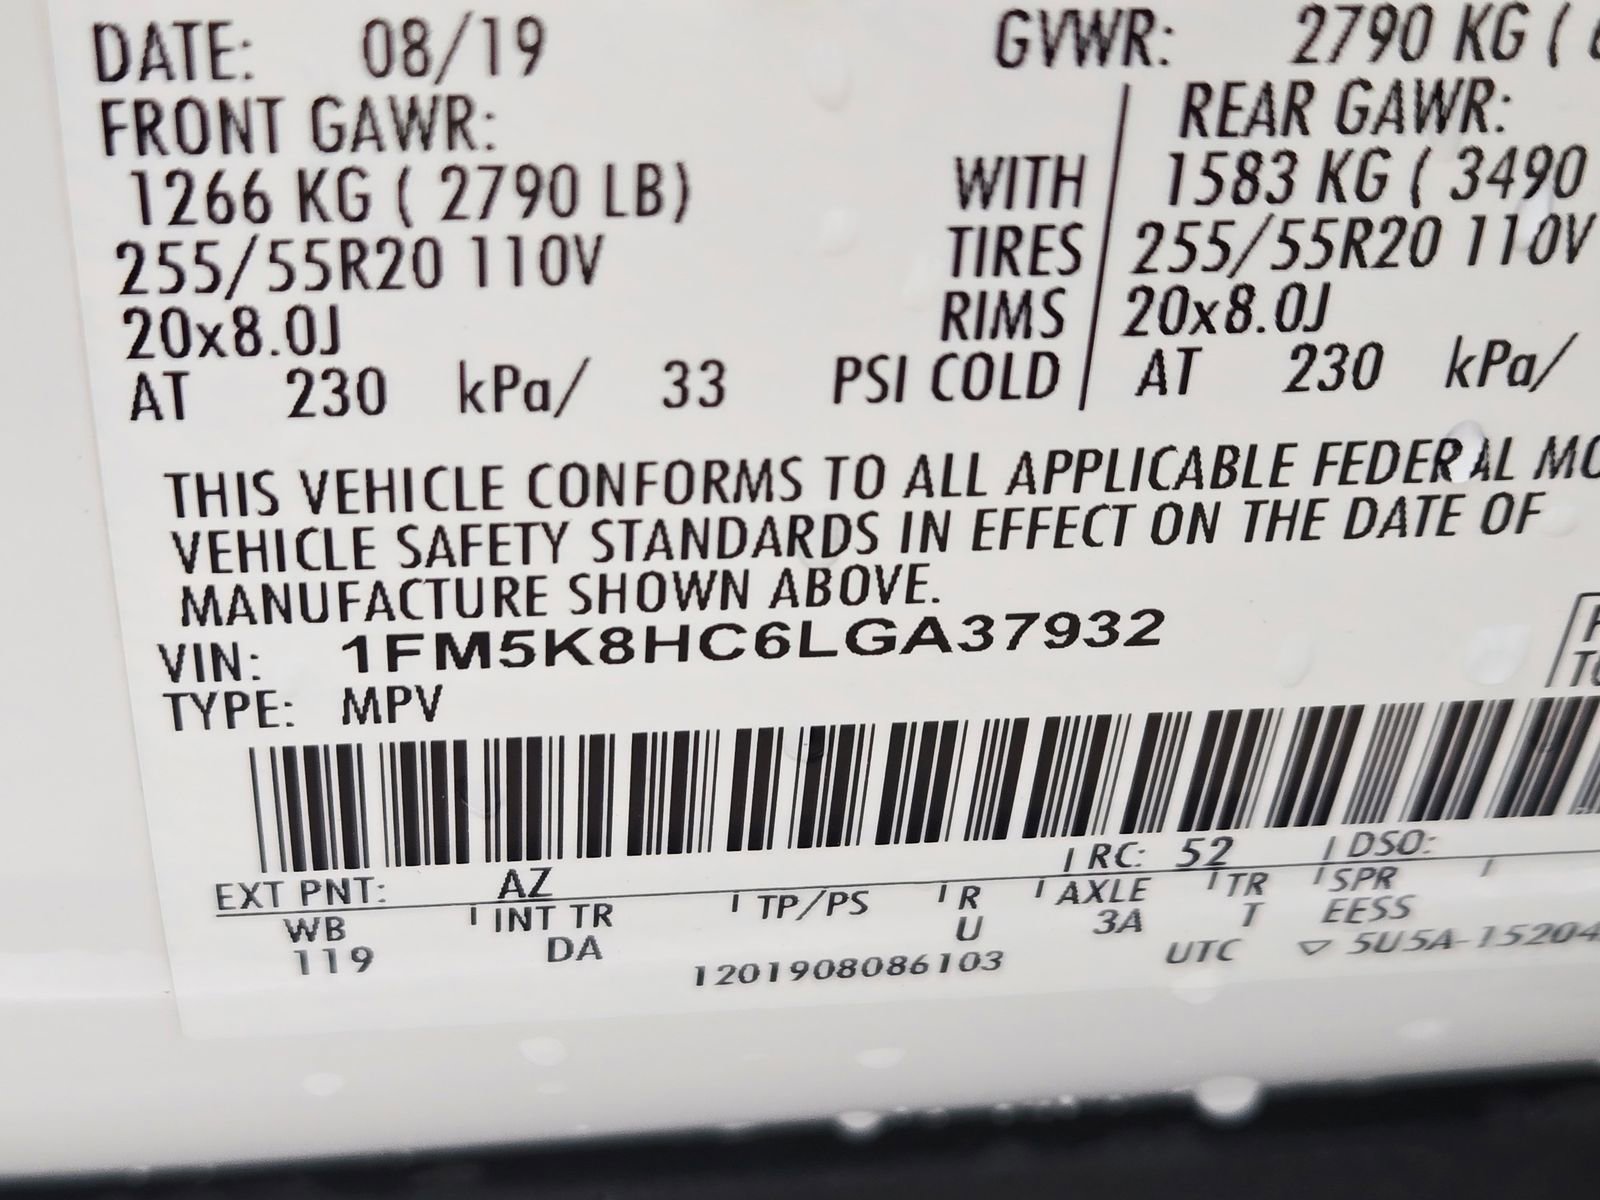 DATE: 08/19 GVWR: 2790 KG (
FRONT GAWR: REAR GAWR:
1266 KG ( 2790 LB) WITH 1583 KG ( 3490
255/55R20 110V TIRES 255/55R20 110V
20x8.0J RIMS 20x8.0J
AT 230 kPa/ 33 PSI COLD AT 230 kPa/
THIS VEHICLE CONFORMS TO ALL APPLICABLE FEDERAL MO
VEHICLE SAFETY STANDARDS IN EFFECT ON THE DATE OF
MANUFACTURE SHOWN ABOVE.
VIN: 1FM5K8HC6LGA37932
TYPE: MPV
EXT PNT: AZ RC: 52 DSO:
WB INT TR TP/PS R AXLE TR SPR
119 DA U 3A T EESS
1201908086103 UTC ▽ 5U5A-15204